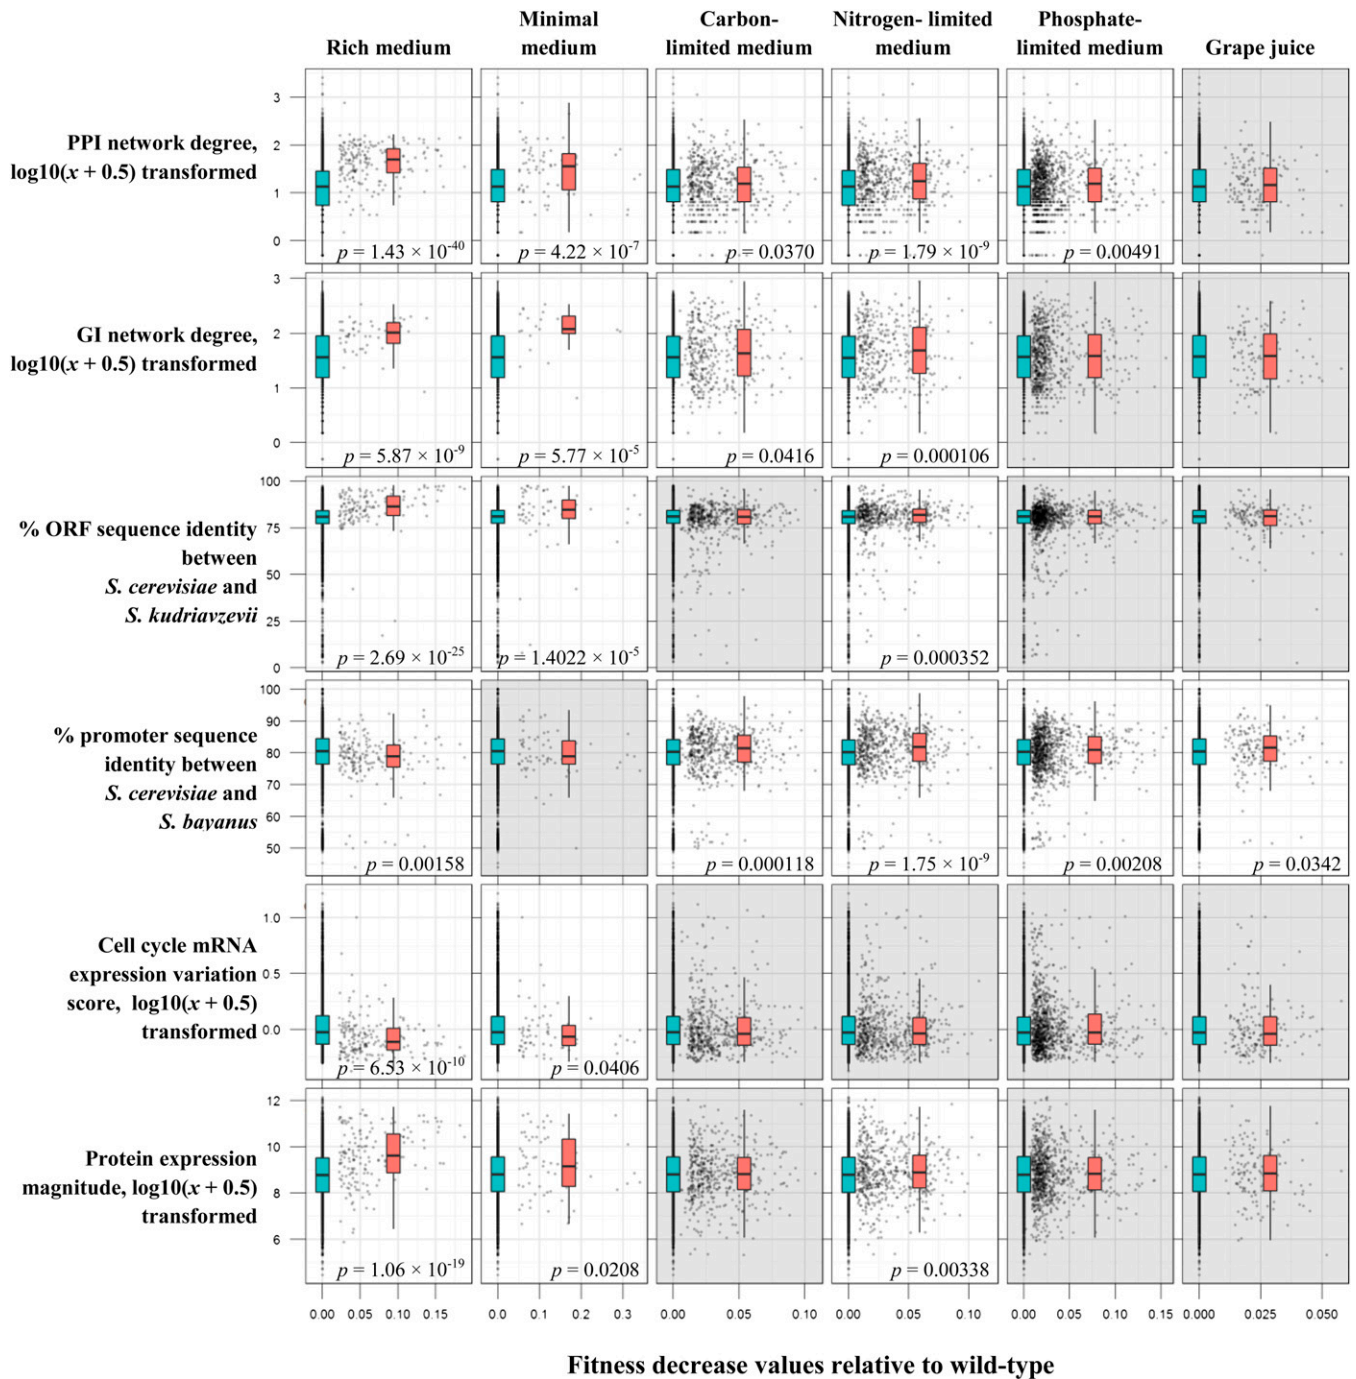 Rich medium
Minimal
medium
Carbon-
limited medium
Nitrogen- limited
medium
Phosphate-
limited medium
Grape juice
PPI network degree,
log10(x + 0.5) transformed
3
2
1
0
p = 1.43 × 10-40
p = 4.22 × 10-7
p = 0.0370
p = 1.79 × 10-9
p = 0.00491
GI network degree,
log10(x + 0.5) transformed
3
2
1
0
p = 5.87 × 10-9
p = 5.77 × 10-5
p = 0.0416
p = 0.000106
% ORF sequence identity
between
S. cerevisiae and
S. kudriavzevii
100
75
50
25
0
p = 2.69 × 10-25
p = 1.4022 × 10-5
p = 0.000352
% promoter sequence
identity between
S. cerevisiae and
S. bayanus
100
90
80
70
60
50
p = 0.00158
p = 0.000118
p = 1.75 × 10-9
p = 0.00208
p = 0.0342
Cell cycle mRNA
expression variation
score, log10(x + 0.5)
transformed
1.0
0.5
0.0
p = 6.53 × 10-10
p = 0.0406
Protein expression
magnitude, log10(x + 0.5)
transformed
12
10
8
6
p = 1.06 × 10-19
p = 0.0208
p = 0.00338
0.00 0.05 0.10 0.15
0.0 0.1 0.2 0.3
0.00 0.05 0.10
0.00 0.05 0.10
0.00 0.05 0.10 0.15
0.000 0.025 0.050
Fitness decrease values relative to wild-type